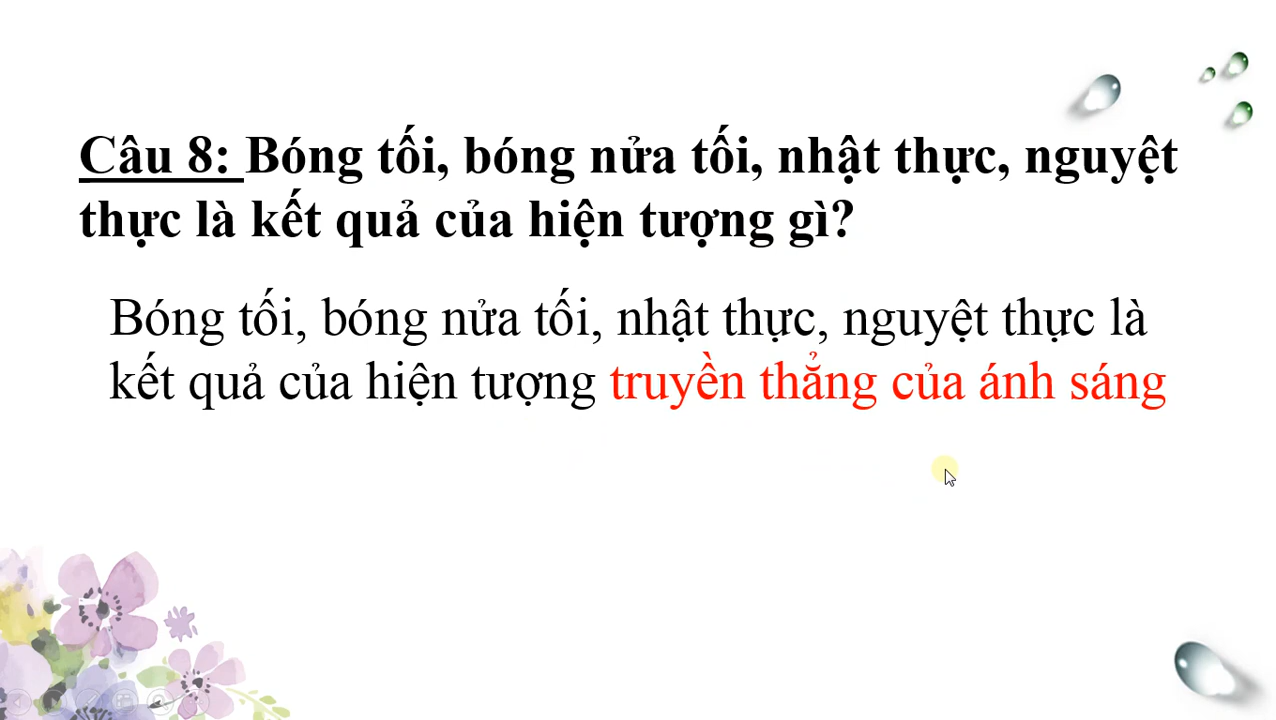 Câu 8: Bóng tối, bóng nửa tối, nhật thực, nguyệt
thực là kết quả của hiện tượng gì?
Bóng tối, bóng nửa tối, nhật thực, nguyệt thực là
kết quả của hiện tượng truyền thẳng của ánh sáng